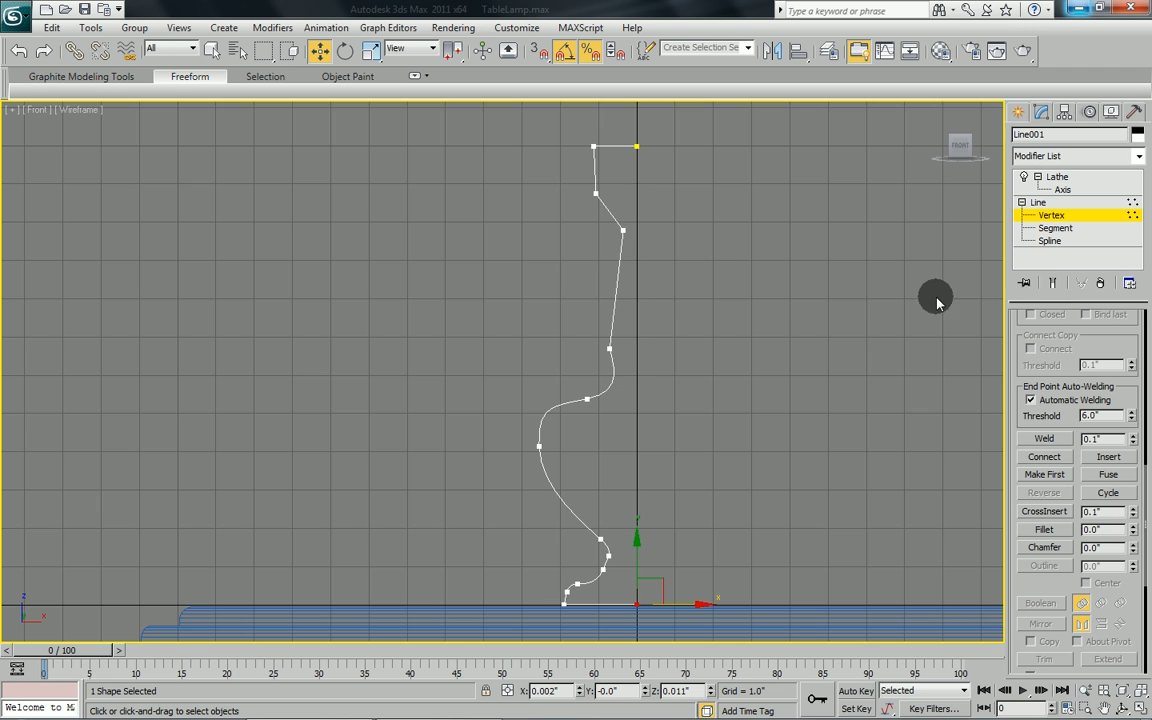 Autodesk 3ds Max 2011 x64 TableLamp.max
Type a keyword or phrase
Edit Tools Group Views Create Modifiers Animation Graph Editors Rendering Customize MAXScript Help
All View 3 Create Selection Se
Graphite Modeling Tools Freeform Selection Object Paint
[ + ] [ Front ] [ Wireframe ]
FRONT
Line001
Modifier List
Lathe
Axis
Line
Vertex
Segment
Spline
Closed Bind last
Connect Copy
Connect
Threshold 0.1"
End Point Auto-Welding
Automatic Welding
Threshold 6.0"
Weld 0.1"
Connect Insert
Make First Fuse
Reverse Cycle
CrossInsert 0.1"
Fillet 0.0"
Chamfer 0.0"
Outline 0.0"
Center
Boolean
Mirror
Copy About Pivot
Trim Extend
y
x
z
x
0 / 100
0 5 10 15 20 25 30 35 40 45 50 55 60 65 70 75 80 85 90 95 100
1 Shape Selected X: 0.002" Y: -0.0" Z: 0.011" Grid = 1.0" Auto Key Selected
Welcome to M Click or click-and-drag to select objects Add Time Tag Set Key Key Filters... 0